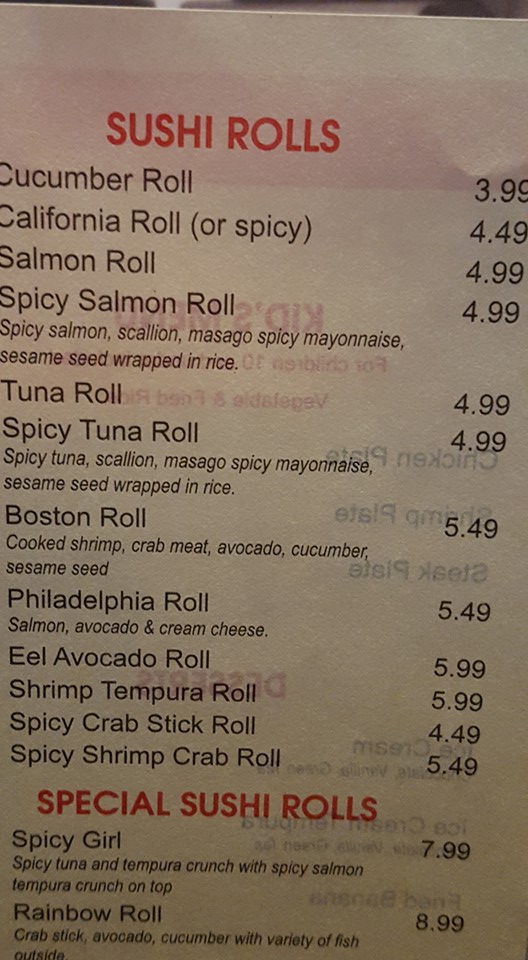 SUSHI ROLLS
Cucumber Roll 3.99
California Roll (or spicy) 4.49
Salmon Roll 4.99
Spicy Salmon Roll 4.99
Spicy salmon, scallion, masago spicy mayonnaise,
sesame seed wrapped in rice.
Tuna Roll 4.99
Spicy Tuna Roll 4.99
Spicy tuna, scallion, masago spicy mayonnaise,
sesame seed wrapped in rice.
Boston Roll 5.49
Cooked shrimp, crab meat, avocado, cucumber,
sesame seed
Philadelphia Roll 5.49
Salmon, avocado & cream cheese.
Eel Avocado Roll 5.99
Shrimp Tempura Roll 5.99
Spicy Crab Stick Roll 4.49
Spicy Shrimp Crab Roll 5.49
SPECIAL SUSHI ROLLS
Spicy Girl 7.99
Spicy tuna and tempura crunch with spicy salmon
tempura crunch on top
Rainbow Roll 8.99
Crab stick, avocado, cucumber with variety of fish
outside.